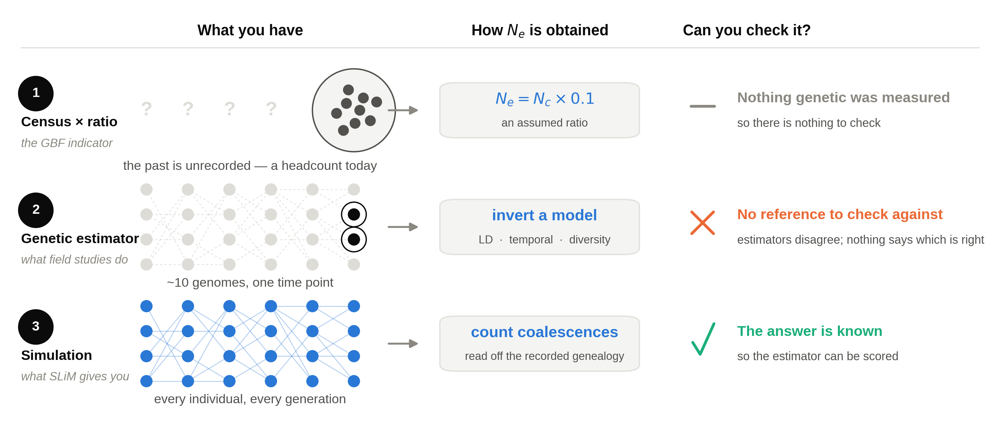 What you have
How Ne is obtained
Can you check it?
1
Census × ratio
the GBF indicator
? ? ? ?
the past is unrecorded — a headcount today
Ne = Nc × 0.1
an assumed ratio
Nothing genetic was measured
so there is nothing to check
2
Genetic estimator
what field studies do
~10 genomes, one time point
invert a model
LD · temporal · diversity
No reference to check against
estimators disagree; nothing says which is right
3
Simulation
what SLiM gives you
every individual, every generation
count coalescences
read off the recorded genealogy
The answer is known
so the estimator can be scored